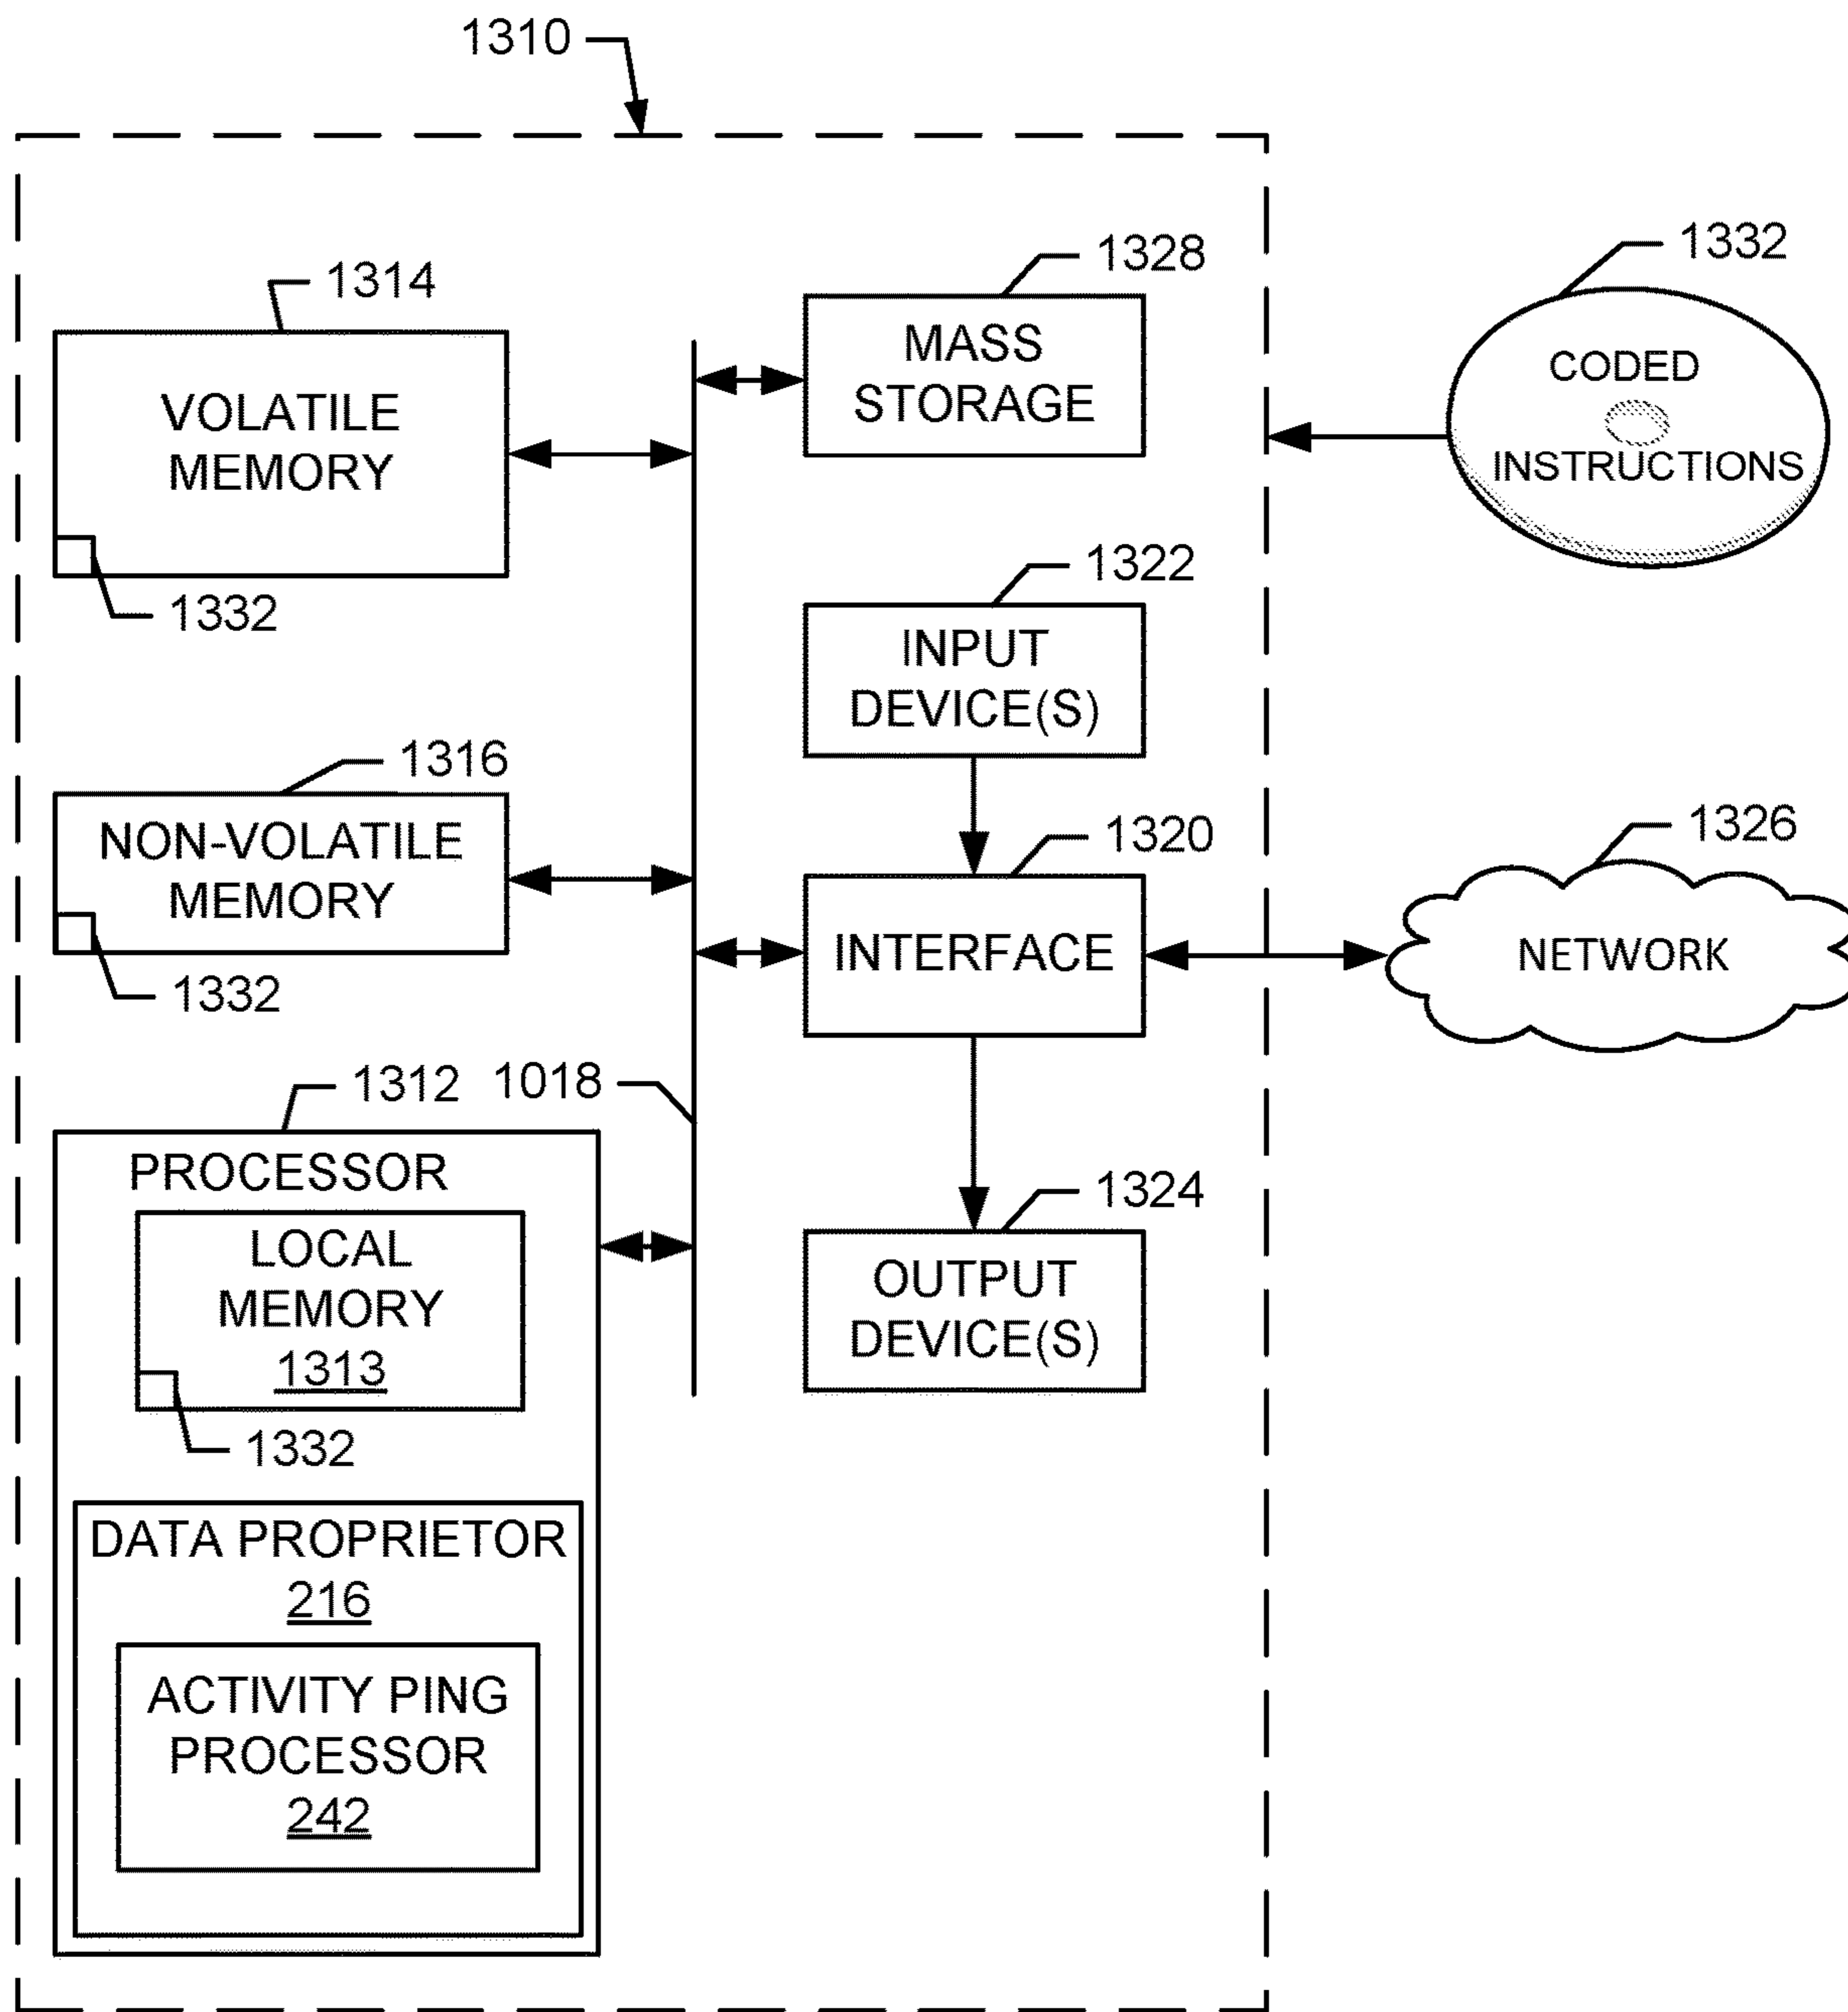 1310
1314
VOLATILE
MEMORY
1332
1328
MASS
STORAGE
1332
CODED
INSTRUCTIONS
1322
INPUT
DEVICE(S)
1316
NON-VOLATILE
MEMORY
1332
1320
INTERFACE
1326
NETWORK
1312
1018
PROCESSOR
LOCAL
MEMORY
1313
1332
1324
OUTPUT
DEVICE(S)
DATA PROPRIETOR
216
ACTIVITY PING
PROCESSOR
242